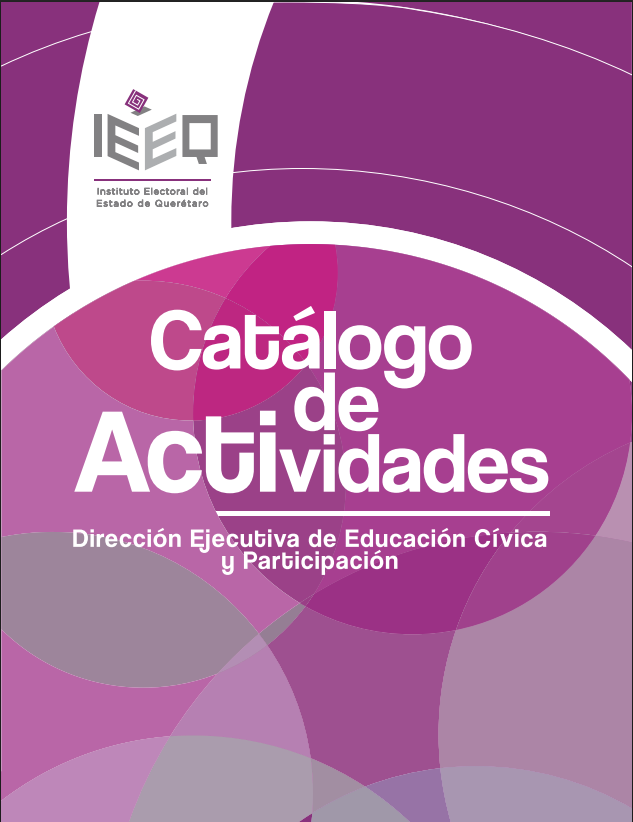 IEEQ
Instituto Electoral del
Estado de Querétaro
Catálogo
de
Actividades
Dirección Ejecutiva de Educación Cívica
y Participación